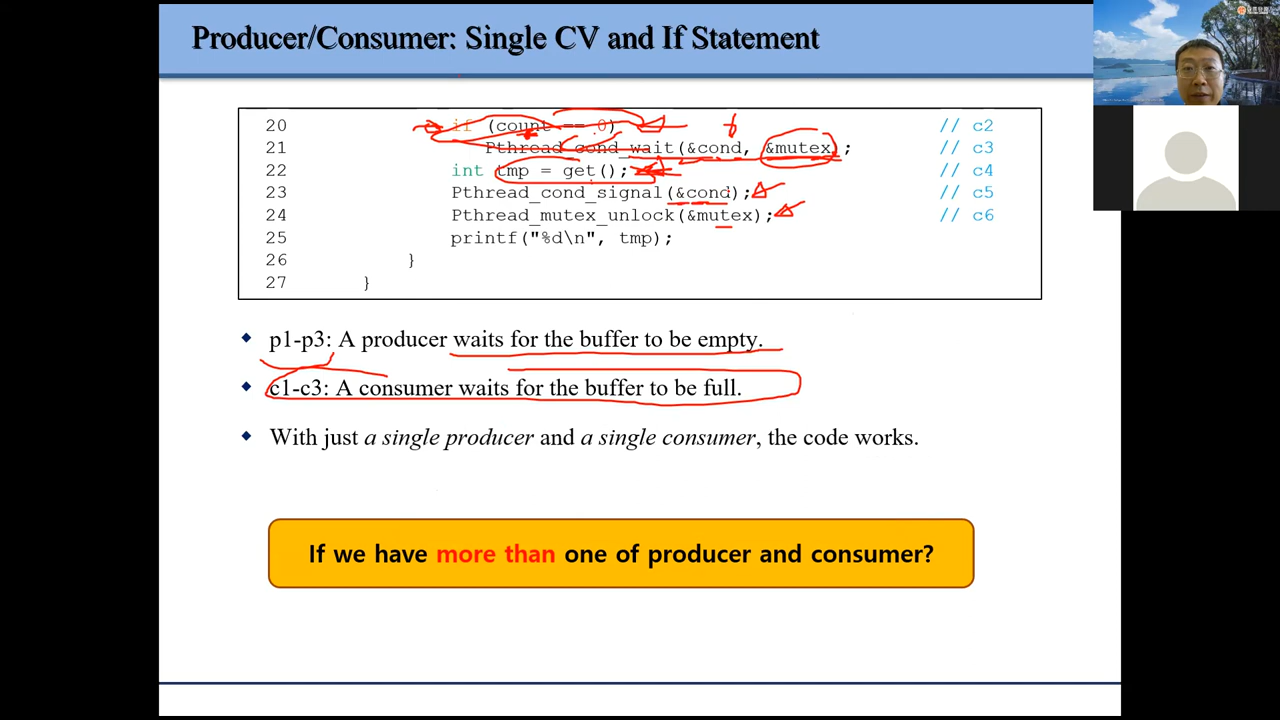 Producer/Consumer: Single CV and If Statement
20 if (count == 0) // c2
21 Pthread_cond_wait(&cond, &mutex); // c3
22 int tmp = get(); // c4
23 Pthread_cond_signal(&cond); // c5
24 Pthread_mutex_unlock(&mutex); // c6
25 printf("%d\n", tmp);
26 }
27 }
p1-p3: A producer waits for the buffer to be empty.
c1-c3: A consumer waits for the buffer to be full.
With just a single producer and a single consumer, the code works.
If we have more than one of producer and consumer?